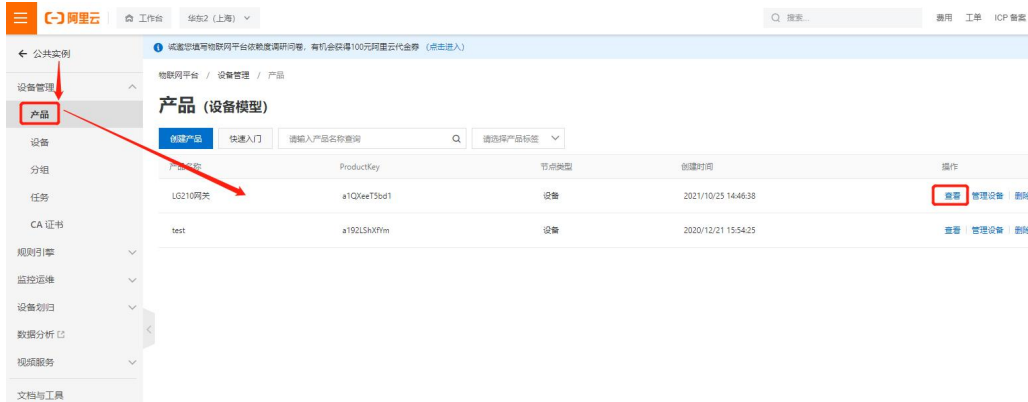 阿里云 工作台 华东2（上海） 搜索... 费用 工单 ICP 备案
公共实例
诚邀您填写物联网平台依赖度调研问卷，有机会获得100元阿里云代金券 （点击进入）
物联网平台 / 设备管理 / 产品
设备管理
产品
设备
分组
任务
CA 证书
规则引擎
监控运维
设备划归
数据分析
视频服务
文档与工具
产品（设备模型）
创建产品 快速入门 请输入产品名称查询 请选择产品标签
产品名称 ProductKey 节点类型 创建时间 操作
LG210网关 a1QXeeT5bd1 设备 2021/10/25 14:46:38 查看 管理设备 删除
test a192LShXfYm 设备 2020/12/21 15:54:25 查看 管理设备 删除